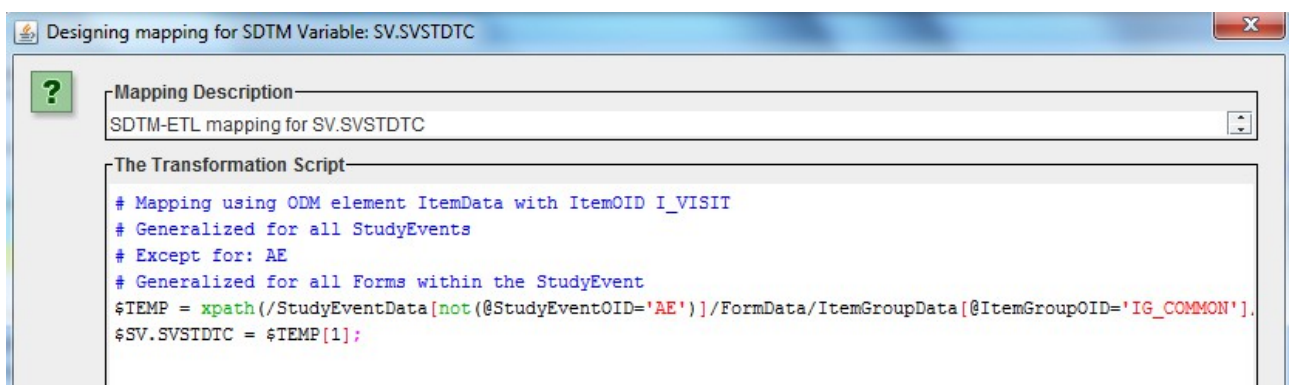 Designing mapping for SDTM Variable: SV.SVSTDTC
x
?
Mapping Description
SDTM-ETL mapping for SV.SVSTDTC
The Transformation Script
# Mapping using ODM element ItemData with ItemOID I_VISIT
# Generalized for all StudyEvents
# Except for: AE
# Generalized for all Forms within the StudyEvent
$TEMP = xpath(/StudyEventData[not(@StudyEventOID='AE')]/FormData/ItemGroupData[@ItemGroupOID='IG_COMMON']
$SV.SVSTDTC = $TEMP[1];